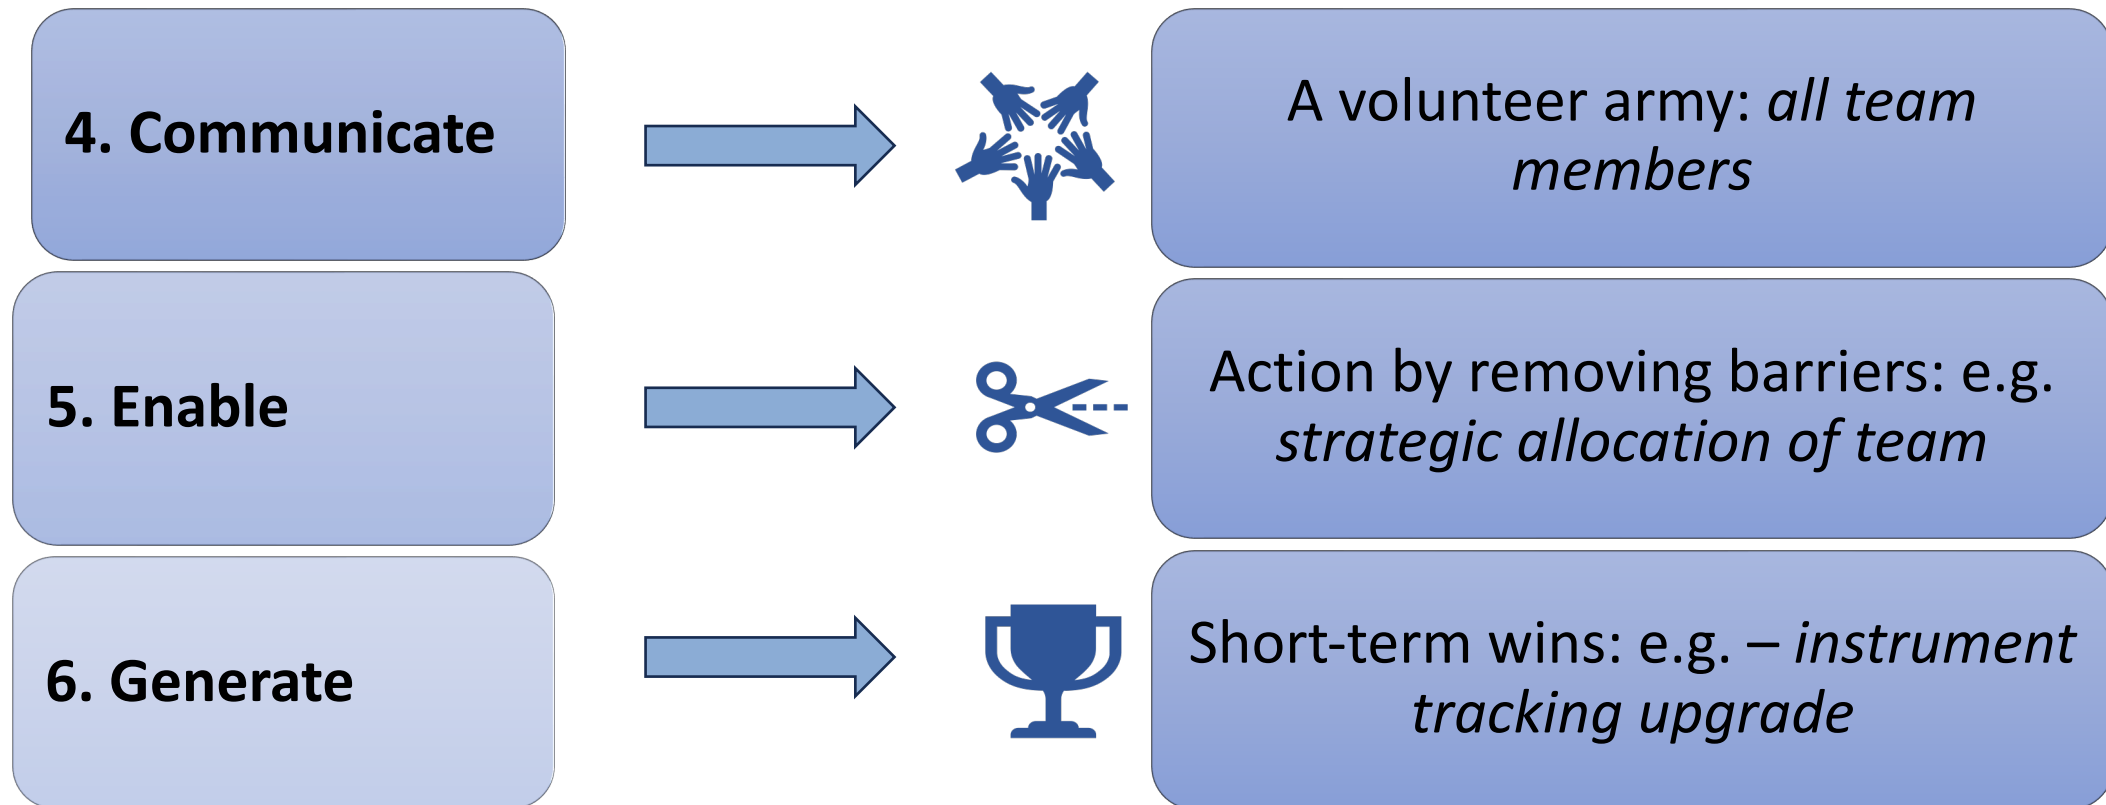 4. Communicate
A volunteer army: all team
members
5. Enable
Action by removing barriers: e.g.
strategic allocation of team
6. Generate
Short-term wins: e.g. – instrument
tracking upgrade